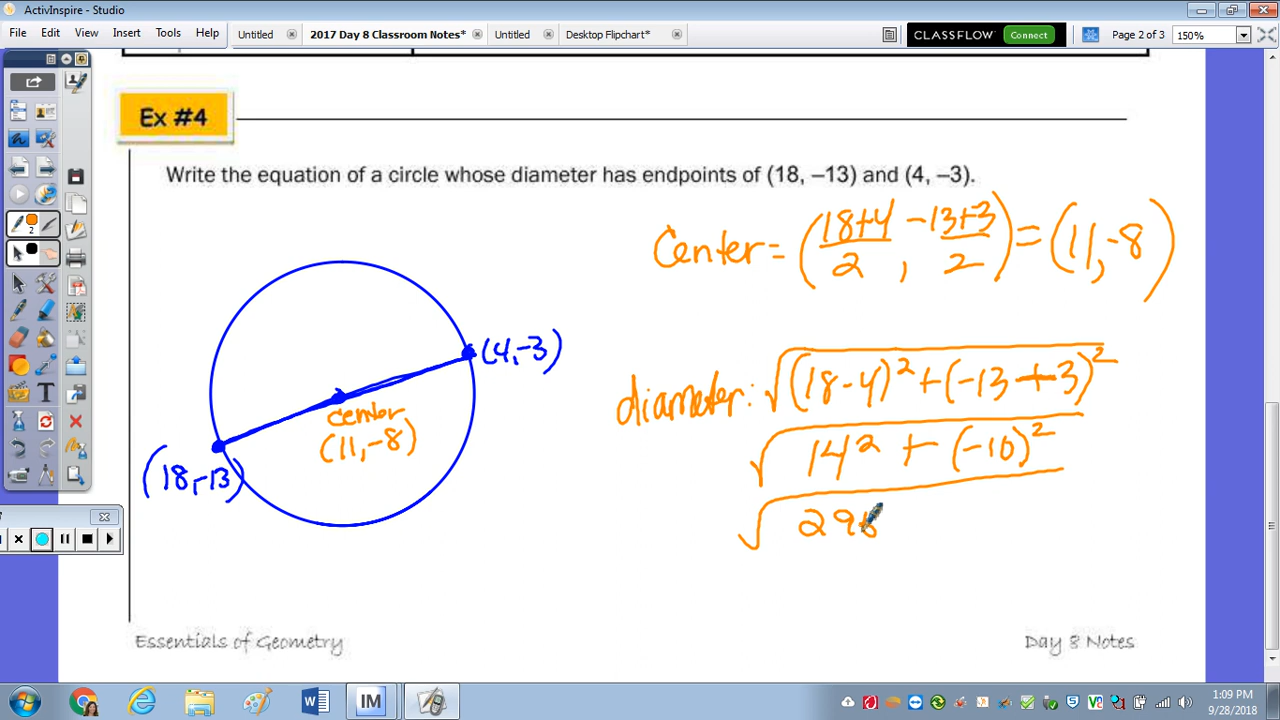 ActivInspire - Studio
File Edit View Insert Tools Help Untitled 2017 Day 8 Classroom Notes* Untitled Desktop Flipchart* CLASSFLOW Connect Page 2 of 3 150%
Ex #4
Write the equation of a circle whose diameter has endpoints of (18, –13) and (4, –3).
center = (18+4/2, -13+-3/2) = (11,-8)
(4,-3)
center
(11,-8)
(18,-13)
diameter: √(18-4)²+(-13+3)²
√14² + (-10)²
√296
Essentials of Geometry
Day 8 Notes
2
T
W
IM
1:09 PM
9/28/2018